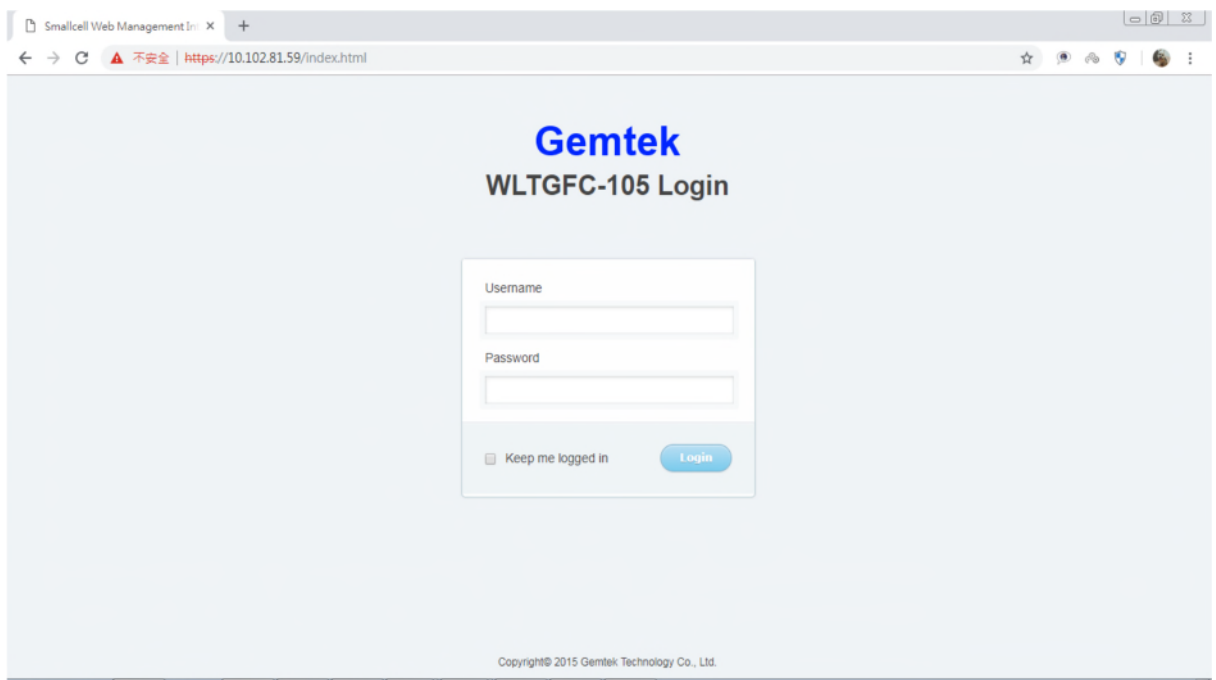 Smallcell Web Management In
不安全 | https://10.102.81.59/index.html
Gemtek
WLTGFC-105 Login
Username
Password
Keep me logged in
Login
Copyright© 2015 Gemtek Technology Co., Ltd.